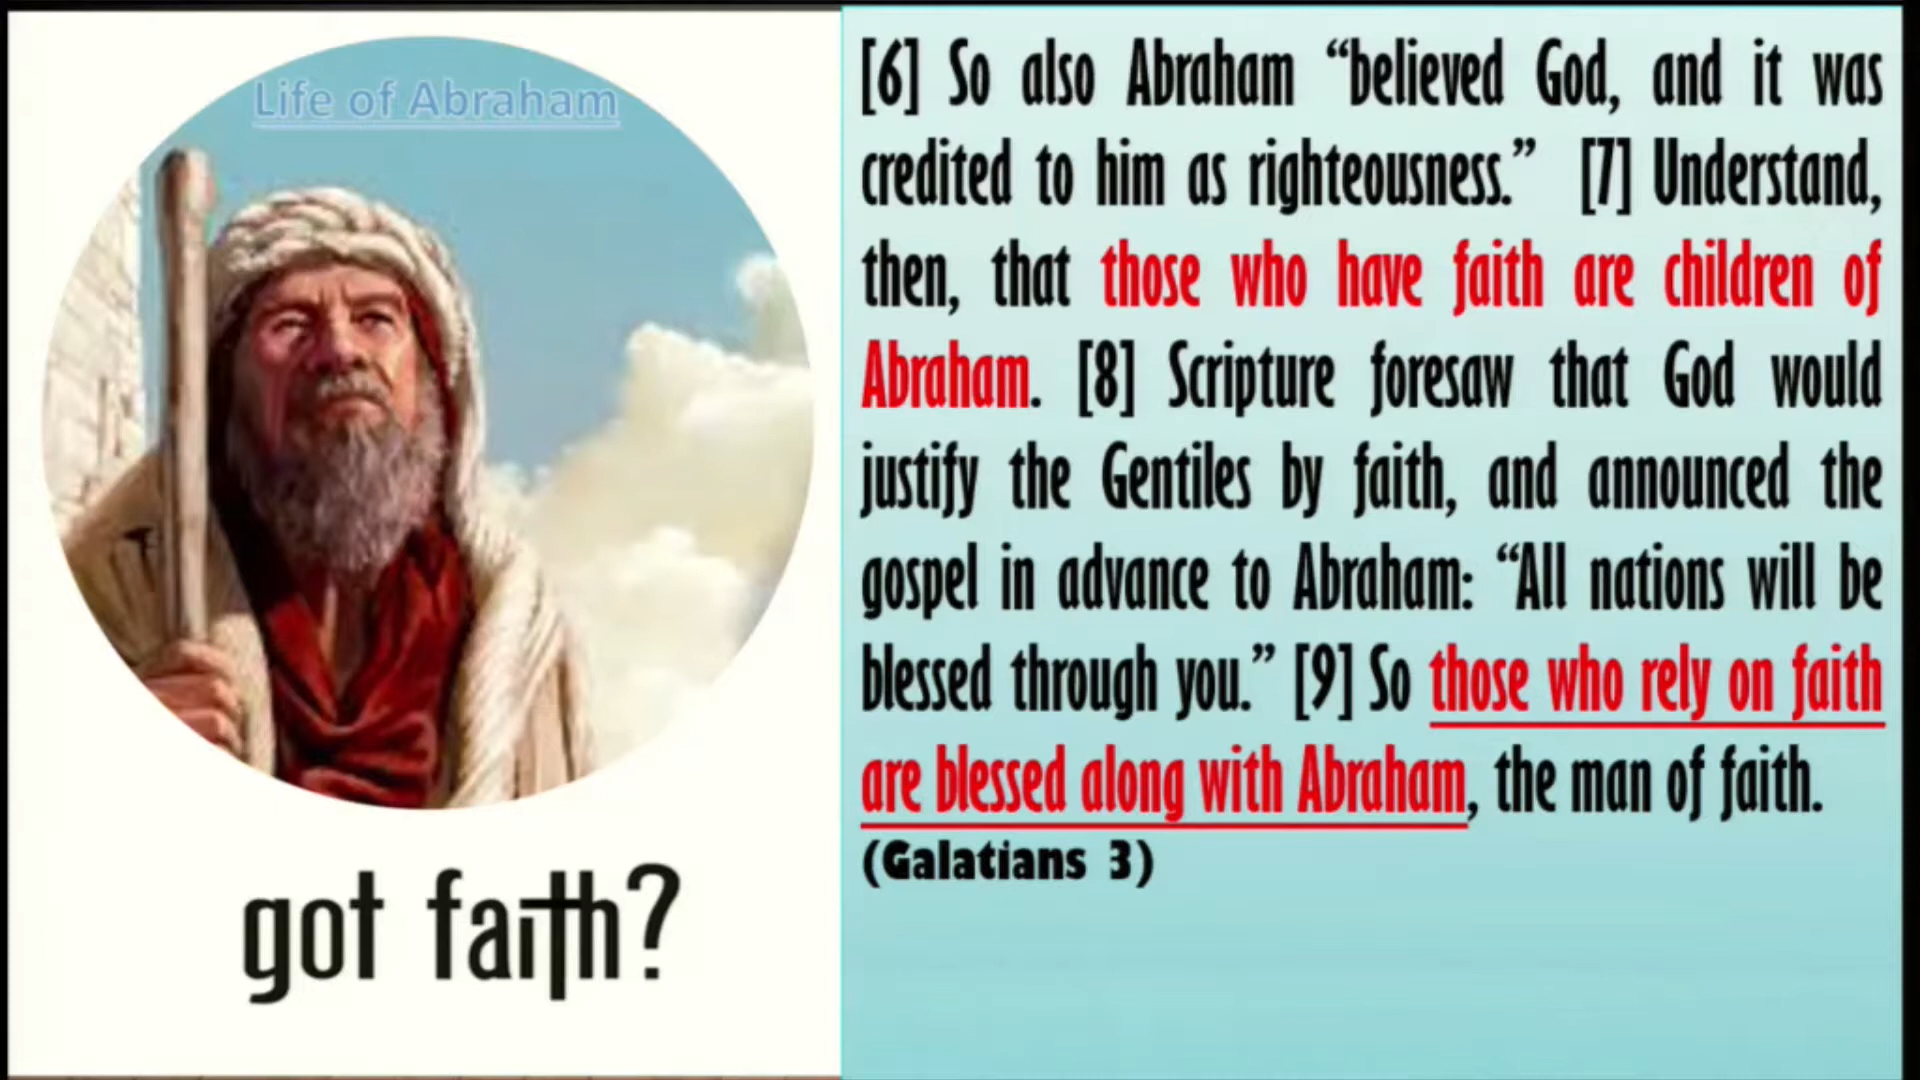 Life of Abraham
got faith?
[6] So also Abraham “believed God, and it was
credited to him as righteousness.” [7] Understand,
then, that those who have faith are children of
Abraham. [8] Scripture foresaw that God would
justify the Gentiles by faith, and announced the
gospel in advance to Abraham: “All nations will be
blessed through you.” [9] So those who rely on faith
are blessed along with Abraham, the man of faith.
(Galatians 3)